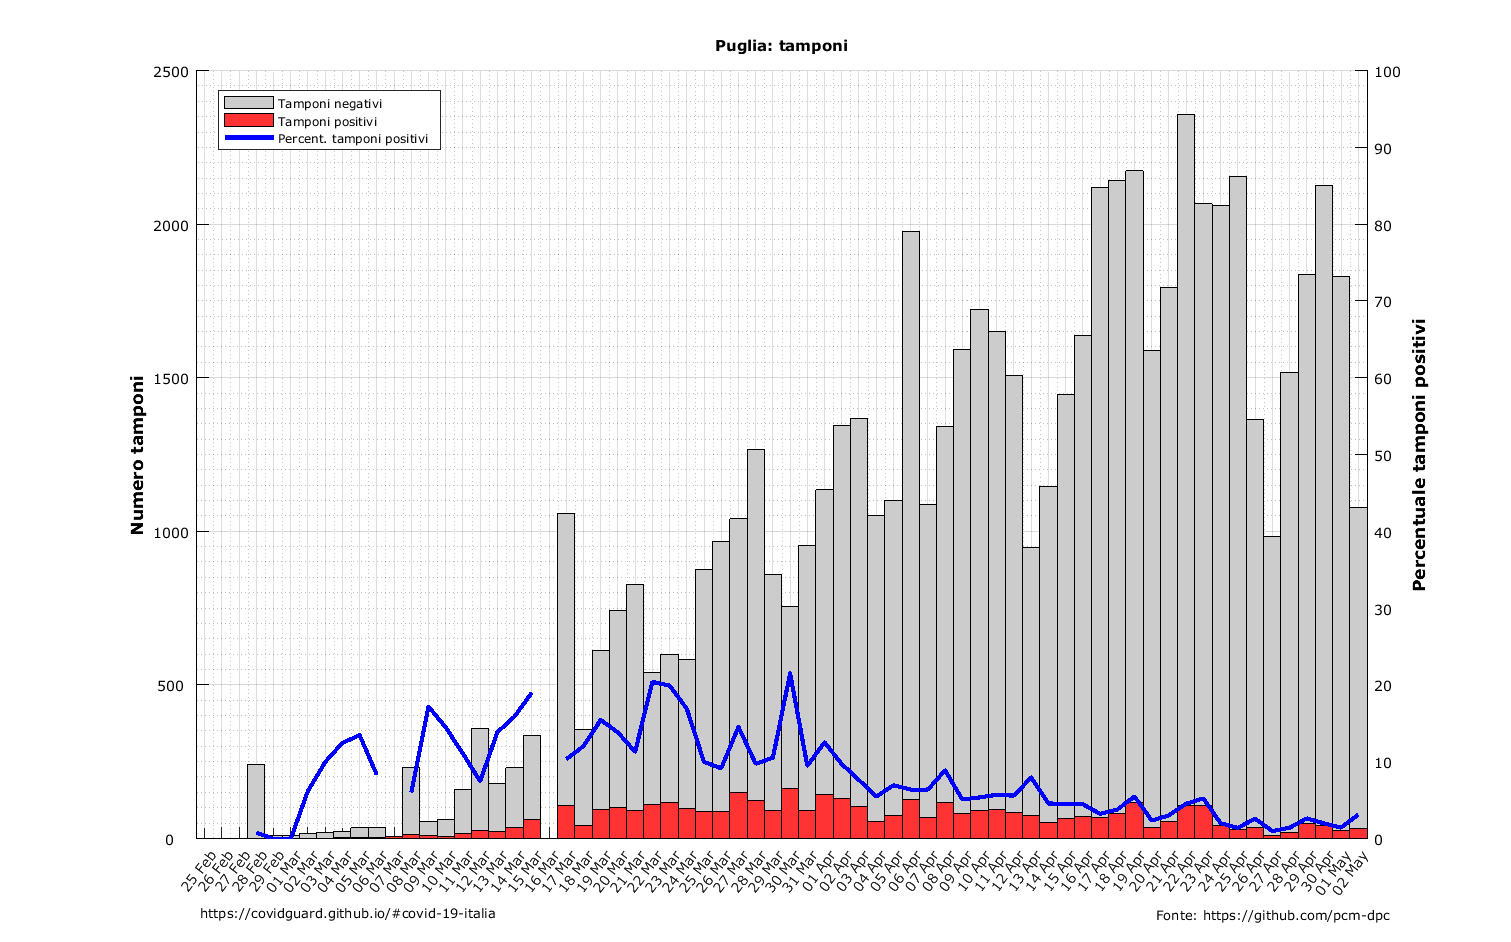 Puglia: tamponi
2500
2000
1500
1000
500
0
Numero tamponi
Tamponi negativi
Tamponi positivi
Percent. tamponi positivi
100
90
80
70
60
50
40
30
20
10
0
Percentuale tamponi positivi
25 Feb
26 Feb
27 Feb
28 Feb
29 Feb
01 Mar
02 Mar
03 Mar
04 Mar
05 Mar
06 Mar
07 Mar
08 Mar
09 Mar
10 Mar
11 Mar
12 Mar
13 Mar
14 Mar
15 Mar
16 Mar
17 Mar
18 Mar
19 Mar
20 Mar
21 Mar
22 Mar
23 Mar
24 Mar
25 Mar
26 Mar
27 Mar
28 Mar
29 Mar
30 Mar
31 Mar
01 Apr
02 Apr
03 Apr
04 Apr
05 Apr
06 Apr
07 Apr
08 Apr
09 Apr
10 Apr
11 Apr
12 Apr
13 Apr
14 Apr
15 Apr
16 Apr
17 Apr
18 Apr
19 Apr
20 Apr
21 Apr
22 Apr
23 Apr
24 Apr
25 Apr
26 Apr
27 Apr
28 Apr
29 Apr
30 Apr
01 May
02 May
https://covidguard.github.io/#covid-19-italia
Fonte: https://github.com/pcm-dpc